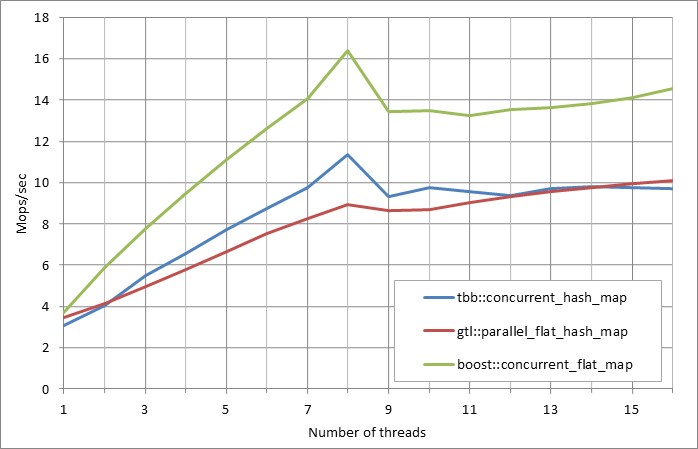 18
16
14
12
10
8
6
4
2
0
Mops/sec
tbb::concurrent_hash_map
gtl::parallel_flat_hash_map
boost::concurrent_flat_map
1 3 5 7 9 11 13 15
Number of threads